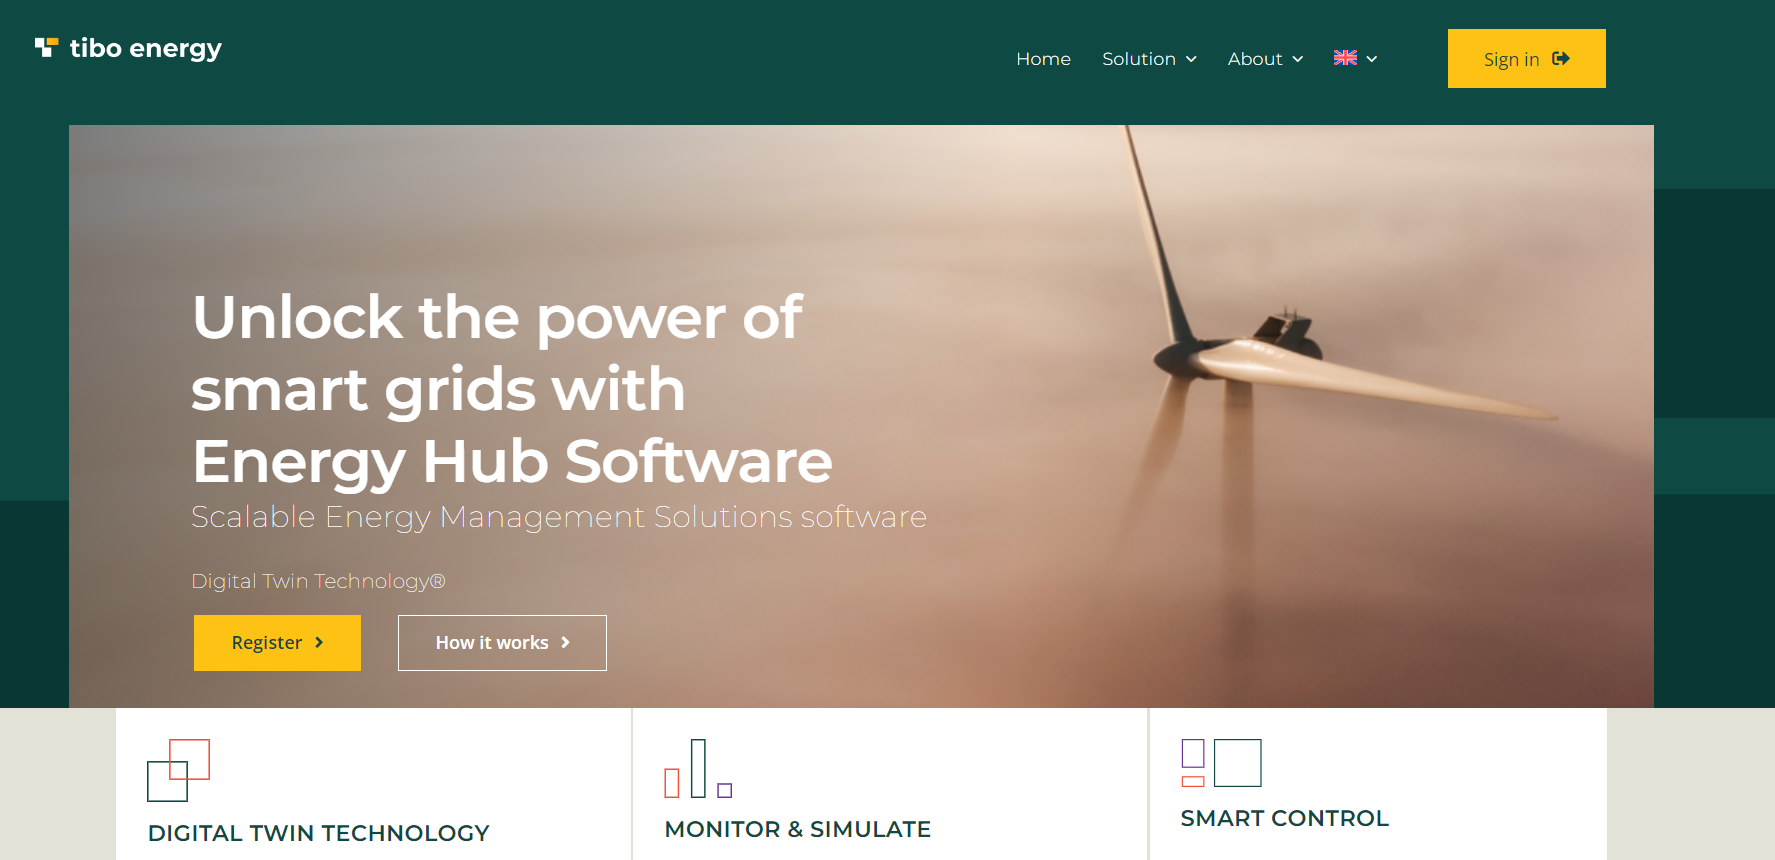 tibo energy
Home
Solution
About
Sign in
Unlock the power of
smart grids with
Energy Hub Software
Scalable Energy Management Solutions software
Digital Twin Technology®
Register
How it works
DIGITAL TWIN TECHNOLOGY
MONITOR & SIMULATE
SMART CONTROL